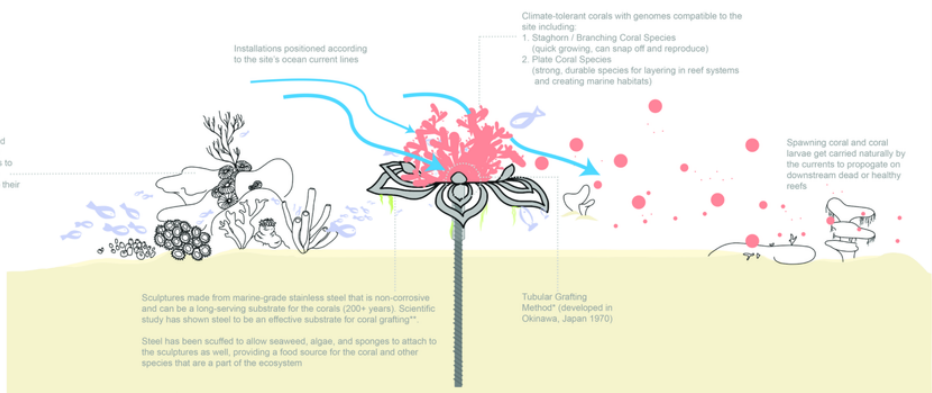 Climate-tolerant corals with genomes compatible to the
site including:
1. Staghorn / Branching Coral Species
(quick growing, can snap off and reproduce)
2. Plate Coral Species
(strong, durable species for layering in reef systems
and creating marine habitats)
Installations positioned according
to the site's ocean current lines
d
s to
their
Spawning coral and coral
larvae get carried naturally by
the currents to propogate on
downstream dead or healthy
reefs
Sculptures made from marine-grade stainless steel that is non-corrosive
and can be a long-serving substrate for the corals (200+ years). Scientific
study has shown steel to be an effective substrate for coral grafting**.
Steel has been scuffed to allow seaweed, algae, and sponges to attach to
the sculptures as well, providing a food source for the coral and other
species that are a part of the ecosystem
Tubular Grafting
Method* (developed in
Okinawa, Japan 1970)